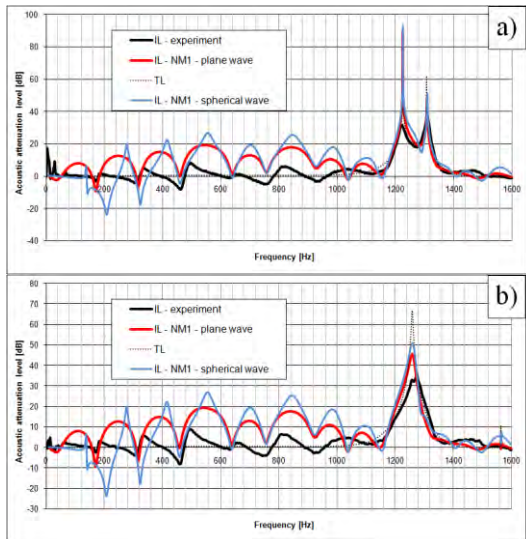 a)
100
80
60
40
20
0
-20
-40
Acoustic attenuation level [dB]
IL - experiment
IL - NM1 - plane wave
TL
IL - NM1 - spherical wave
0 200 400 600 800 1000 1200 1400 1600
Frequency [Hz]
b)
80
70
60
50
40
30
20
10
0
-10
-20
-30
Acoustic attenuation level [dB]
IL - experiment
IL - NM1 - plane wave
TL
IL - NM1 - spherical wave
0 200 400 600 800 1000 1200 1400 1600
Frequency [Hz]